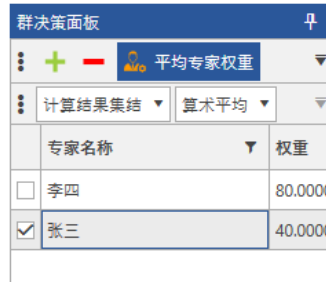 群决策面板
平均专家权重
计算结果集结 算术平均
专家名称 权重
李四 80.0000
张三 40.0000